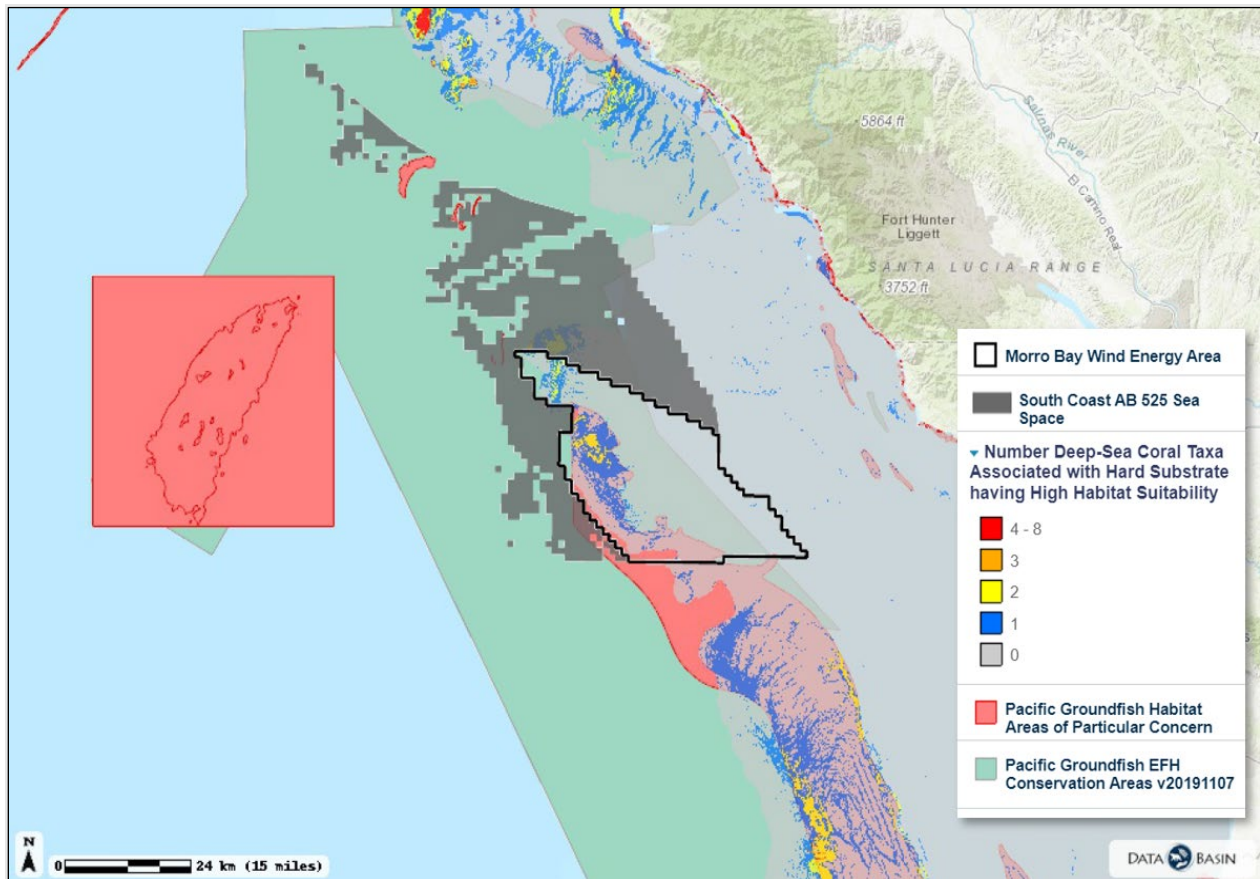 5864 ft
Salinas River
El Camino Real
Fort Hunter
Liggett
SANTA LUCIA RANGE
3752 ft
Morro Bay Wind Energy Area
South Coast AB 525 Sea
Space
Number Deep-Sea Coral Taxa
Associated with Hard Substrate
having High Habitat Suitability
4 - 8
3
2
1
0
Pacific Groundfish Habitat
Areas of Particular Concern
Pacific Groundfish EFH
Conservation Areas v20191107
N
0 24 km (15 miles)
DATA BASIN